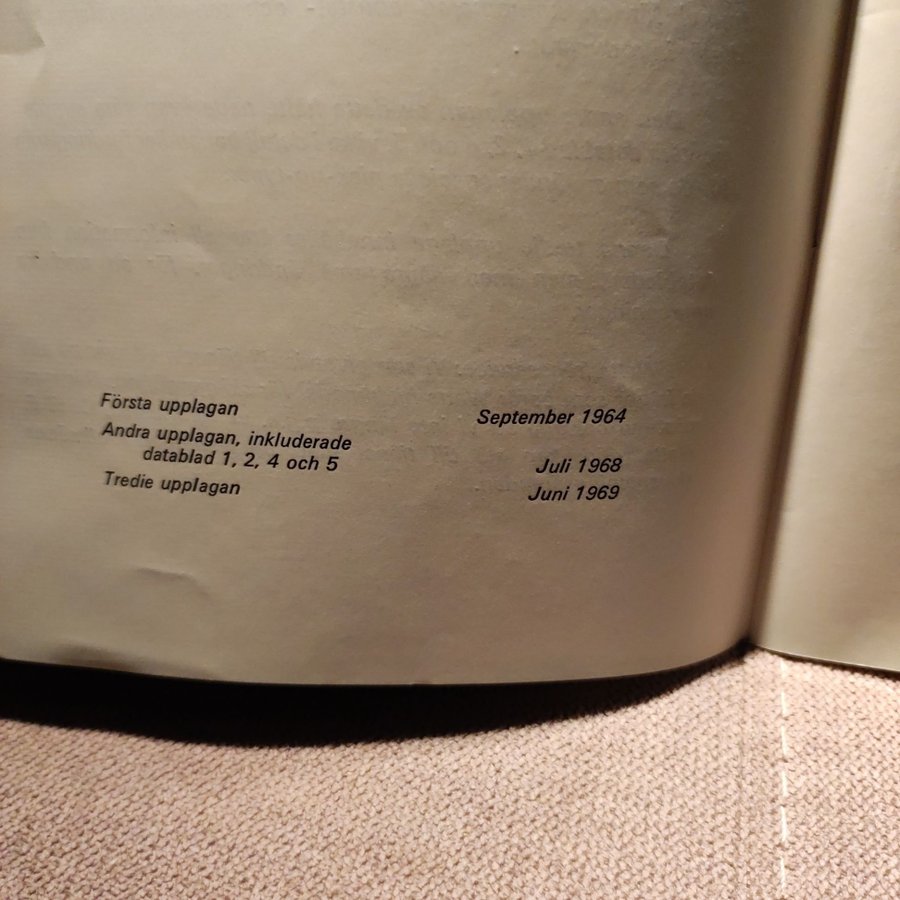 Första upplagan September 1964
Andra upplagan, inkluderade
datablad 1, 2, 4 och 5 Juli 1968
Tredie upplagan Juni 1969